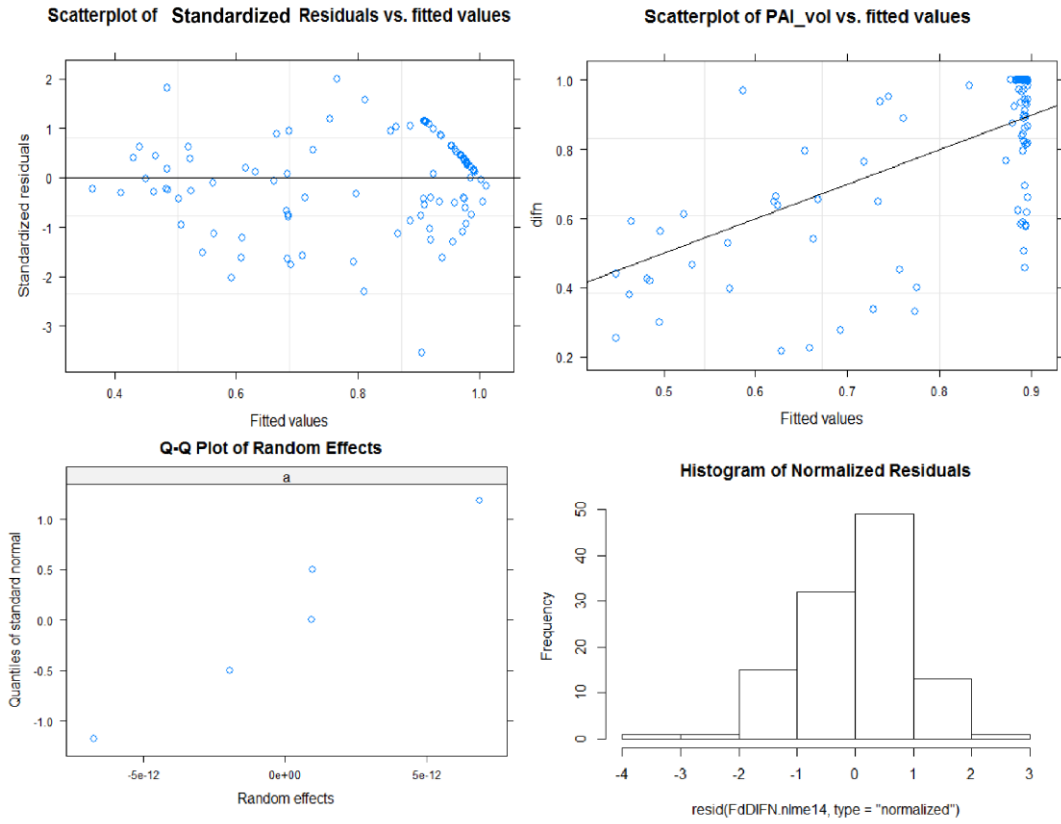 Scatterplot of Standardized Residuals vs. fitted values
Standardized residuals
2
1
0
-1
-2
-3
0.4 0.6 0.8 1.0
Fitted values
Scatterplot of PAI_vol vs. fitted values
difn
1.0
0.8
0.6
0.4
0.2
0.5 0.6 0.7 0.8 0.9
Fitted values
Q-Q Plot of Random Effects
a
Quantiles of standard normal
1.0
0.5
0.0
-0.5
-1.0
-5e-12 0e+00 5e-12
Random effects
Histogram of Normalized Residuals
Frequency
50
40
30
20
10
0
-4 -3 -2 -1 0 1 2 3
resid(FdDIFN.nlme14, type = "normalized")